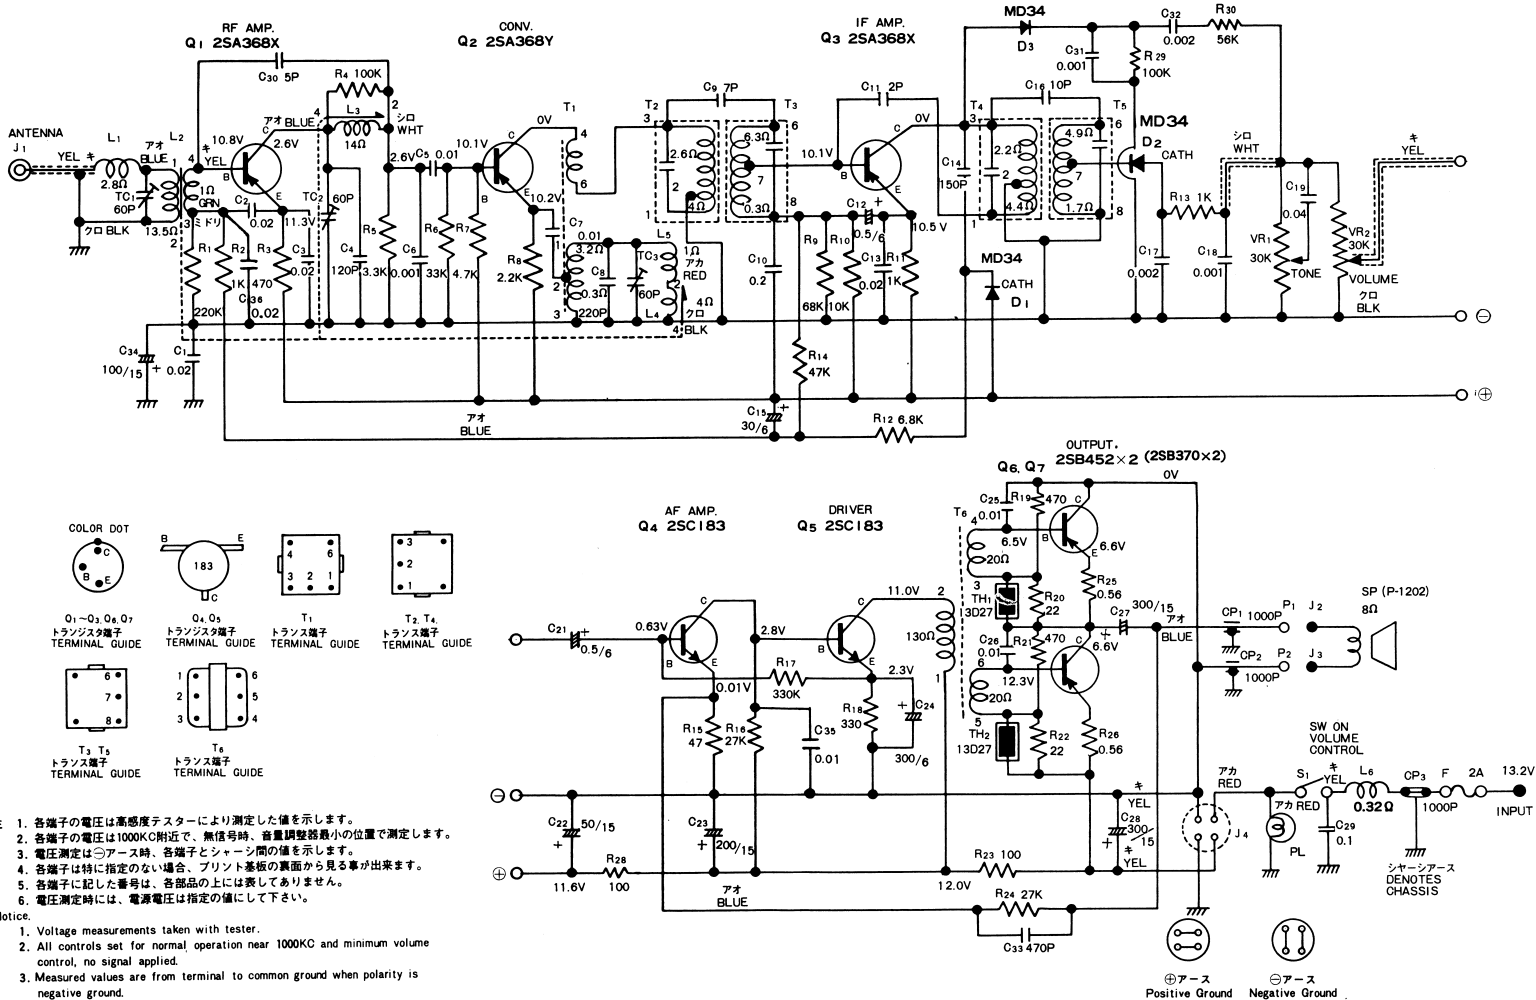 RF AMP.
Q1 2SA368X
CONV.
Q2 2SA368Y
IF AMP.
Q3 2SA368X
MD34
D3
C32
0.002
R30
56K
C31
0.001
R29
100K
C30 5P
R4 100K
L3
14Ω
アオ BLUE
シロ
WHT
C9 7P
C11 2P
C16 10P
T1
T2
T3
T4
T5
MD34
D2
CATH
ANTENNA
J1
YEL キ
L1
2.8Ω
アオ
BLUE
L2
キ
YEL
TC1
60P
クロ BLK
13.5Ω
1Ω
GRN
ミドリ
10.8V
2.6V
11.3V
C2
0.02
R1
220K
R2
1K
470
C36
0.02
R3
C3
0.02
TC2
60P
C4
120P
R5
3.3K
2.6V
C5
0.01
C6
0.001
R6
33K
R7
4.7K
10.1V
0V
10.2V
R8
2.2K
C7
0.01
3.2Ω
0.3Ω
C8
220P
TC3
60P
L5
L4
1Ω
アカ
RED
4Ω
クロ
BLK
2.6Ω
4Ω
6.3Ω
0.3Ω
C10
0.2
10.1V
0V
10.5V
C12
0.5/6
R9
68K
R10
10K
C13
0.02
R11
1K
C14
150P
2.2Ω
4.4Ω
4.9Ω
1.7Ω
MD34
CATH
D1
C17
0.002
R13 1K
C18
0.001
シロ
WHT
C19
0.04
VR1
30K
TONE
VR2
30K
VOLUME
クロ
BLK
キ
YEL
⊖
⊕
C34
100/15
C1
0.02
R14
47K
C15
30/6
R12 6.8K
アオ
BLUE
OUTPUT.
2SB452×2 (2SB370×2)
Q6, Q7
0V
COLOR DOT
B
C
E
183
Q1~Q3, Q6, Q7
トランジスタ端子
TERMINAL GUIDE
Q4, Q5
トランジスタ端子
TERMINAL GUIDE
T1
トランス端子
TERMINAL GUIDE
T2, T4.
トランス端子
TERMINAL GUIDE
T3 T5
トランス端子
TERMINAL GUIDE
T6
トランス端子
TERMINAL GUIDE
AF AMP.
Q4 2SC183
DRIVER
Q5 2SC183
C21
0.5/6
0.63V
0.01V
2.8V
R17
330K
R15
47
R16
27K
C35
0.01
11.0V
2.3V
R18
330
C24
300/6
130Ω
T6
C25
0.01
R19
470
6.5V
20Ω
TH1
13D27
R20
22
R25
0.56
6.6V
C27
300/15
アオ
BLUE
C26
0.01
R21
470
12.3V
6.6V
20Ω
TH2
13D27
R22
22
R26
0.56
CP1 1000P
CP2
1000P
P1
J2
P2
J3
SP (P-1202)
8Ω
C22
50/15
R28
100
11.6V
C23
200/15
アオ
BLUE
R23 100
12.0V
R24 27K
C33 470P
キ
YEL
C28
300/15
キ
YEL
アカ
RED
J4
SW ON
VOLUME
CONTROL
S1
キ
YEL
アカ RED
PL
L6
0.32Ω
C29
0.1
CP3
1000P
F 2A
13.2V
INPUT
シヤーシアース
DENOTES
CHASSIS
⊕アース
Positive Ground
⊖アース
Negative Ground
1. 各端子の電圧は高感度テスターにより測定した値を示します。
2. 各端子の電圧は1000KC附近で、無信号時、音量調整器最小の位置で測定します。
3. 電圧測定は⊖アース時、各端子とシャーシ間の値を示します。
4. 各端子は特に指定のない場合、プリント基板の裏面から見る事が出来ます。
5. 各端子に記した番号は、各部品の上には表してありません。
6. 電圧測定時には、電源電圧は指定の値にして下さい。
lotice.
1. Voltage measurements taken with tester.
2. All controls set for normal operation near 1000KC and minimum volume
control, no signal applied.
3. Measured values are from terminal to common ground when polarity is
negative ground.